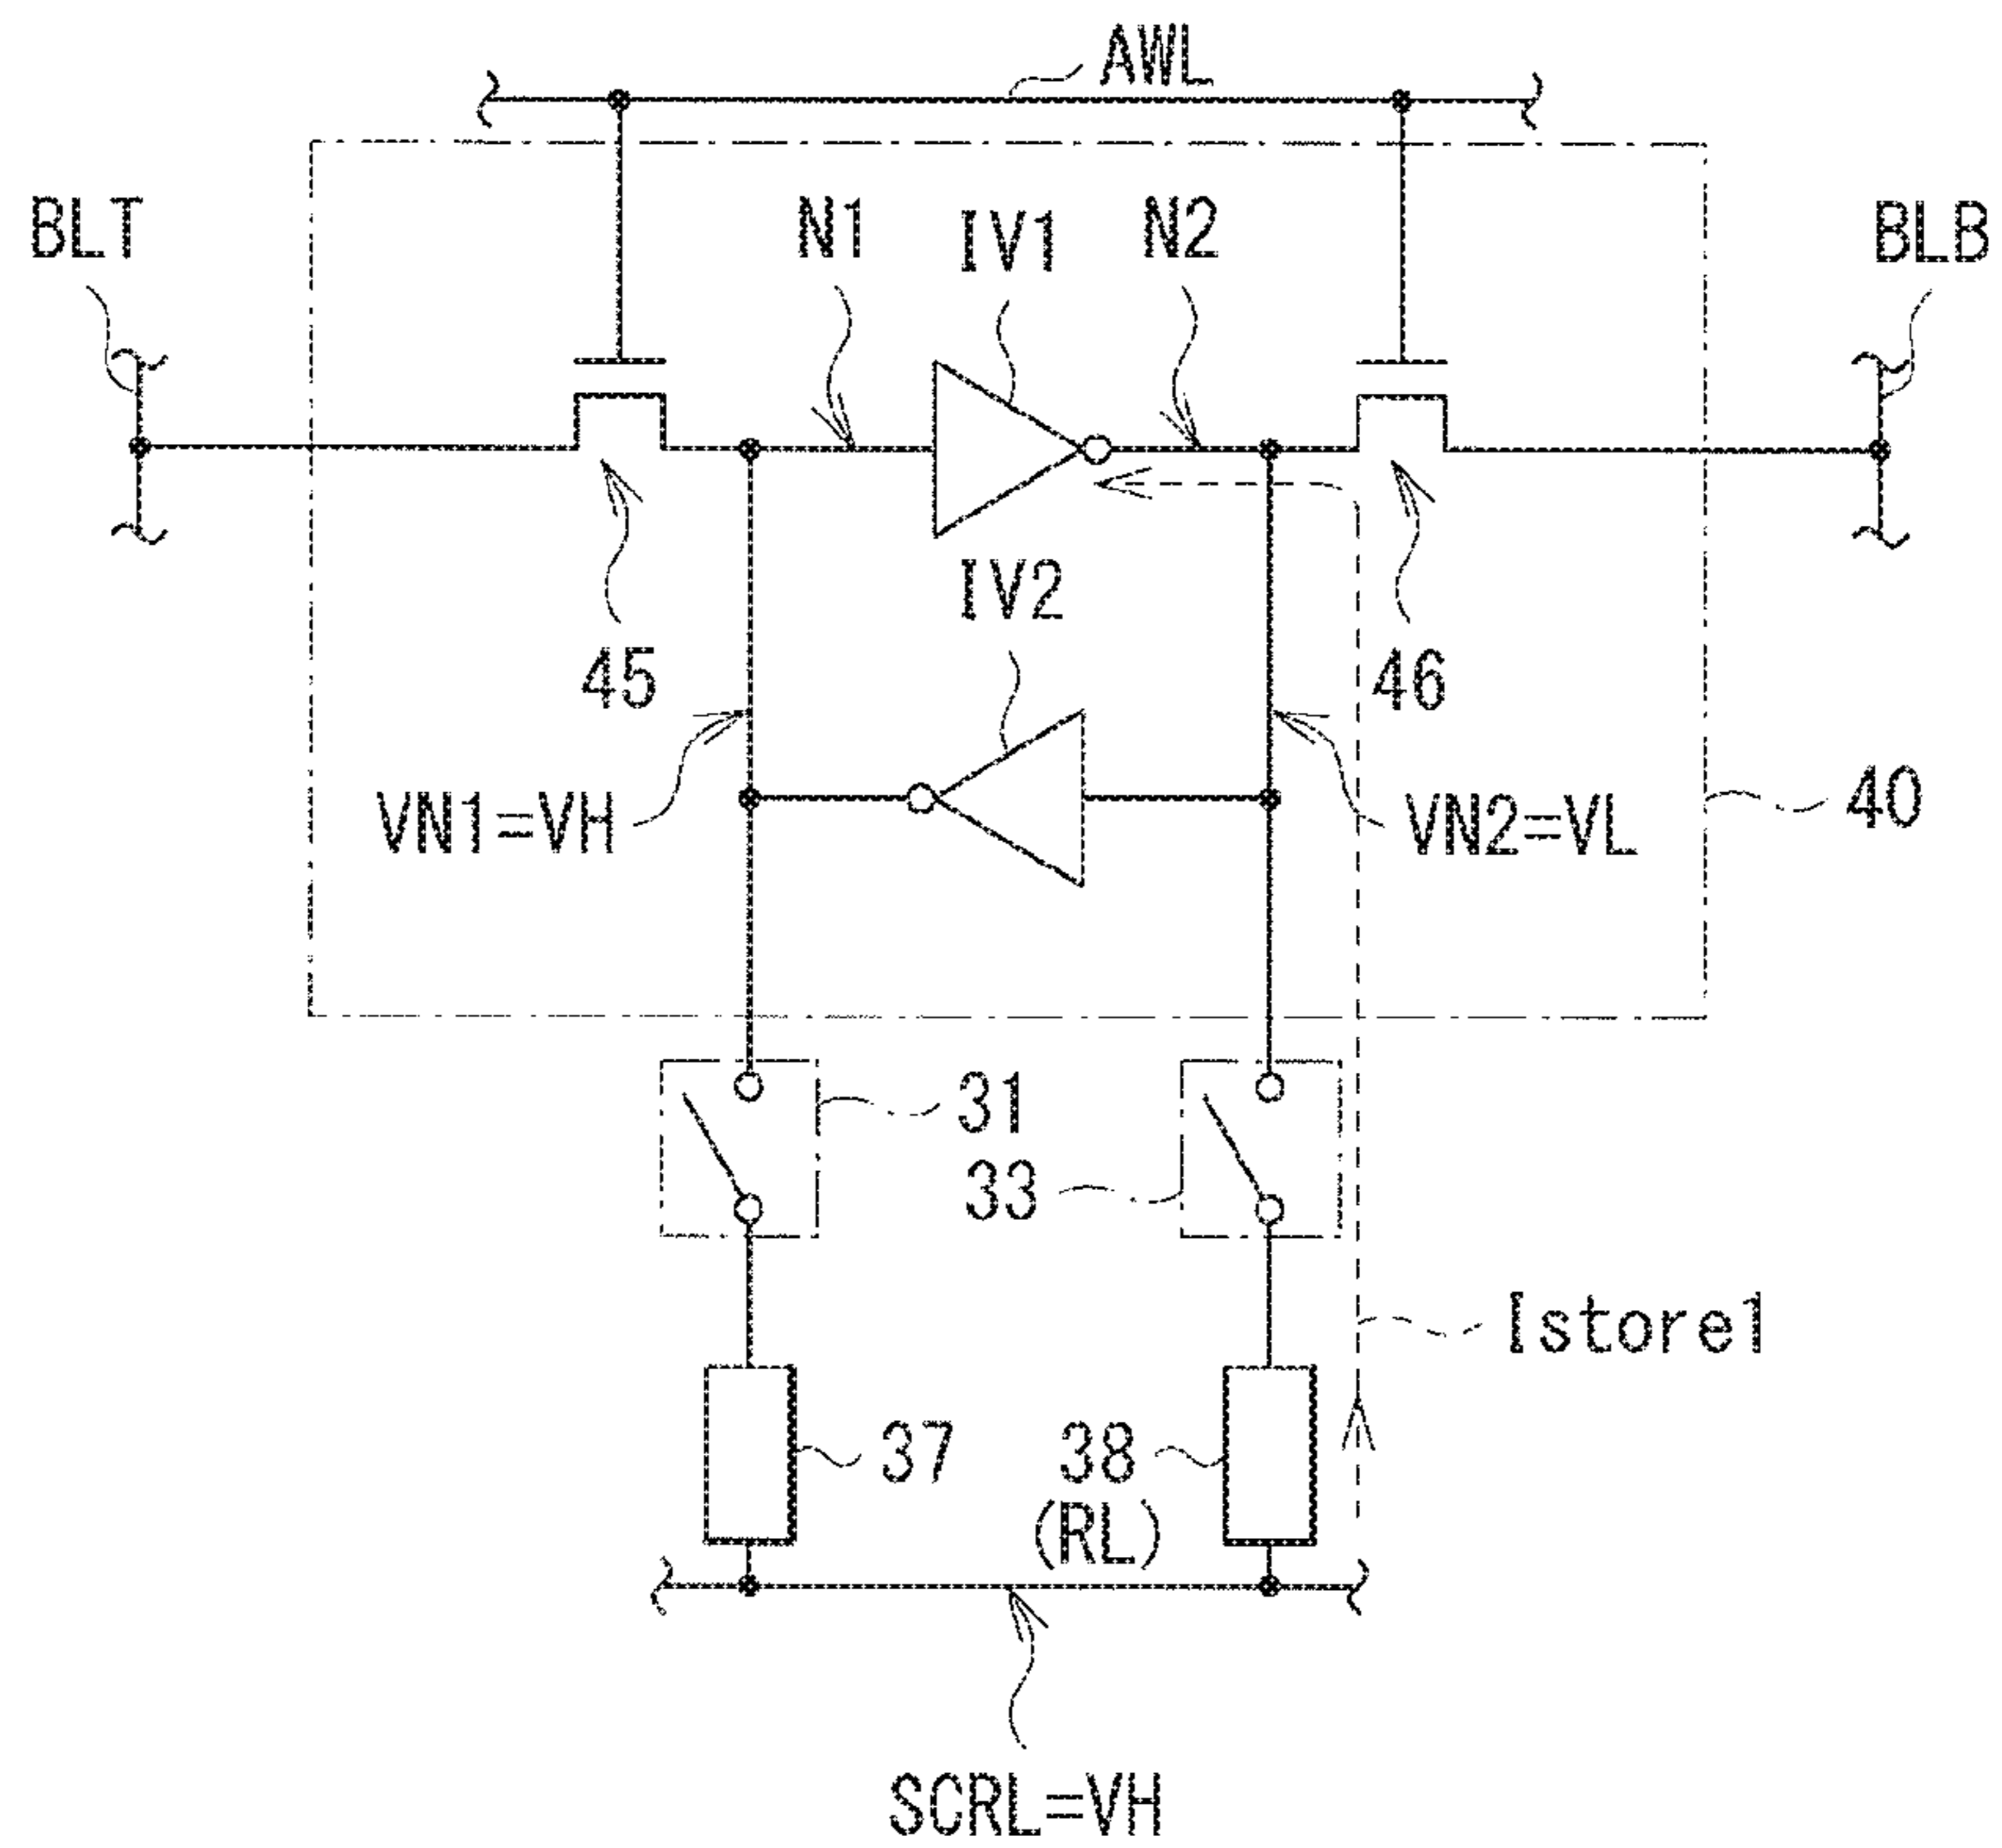 AWL
BLT
N1
IV1
N2
BLB
IV2
45
46
40
VN1=VH
VN2=VL
31
33
Istore1
37
38
(RL)
SCRL=VH